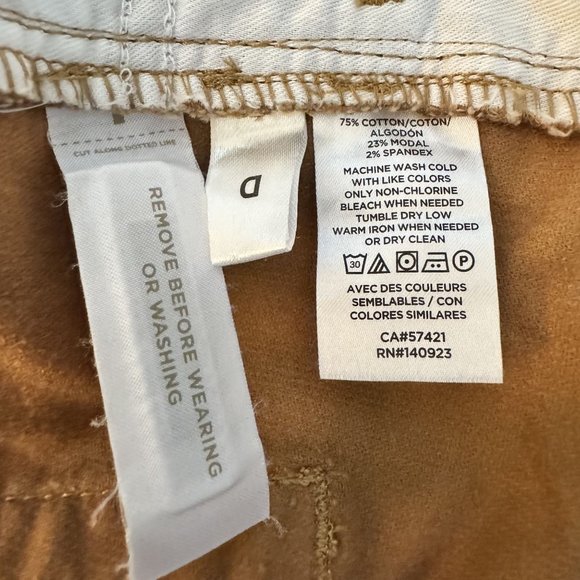 CUT ALONG DOTTED LINE
REMOVE BEFORE WEARING
OR WASHING
D
75% COTTON/COTON/
ALGODÓN
23% MODAL
2% SPANDEX
MACHINE WASH COLD
WITH LIKE COLORS
ONLY NON-CHLORINE
BLEACH WHEN NEEDED
TUMBLE DRY LOW
WARM IRON WHEN NEEDED
OR DRY CLEAN
30 P
AVEC DES COULEURS
SEMBLABLES / CON
COLORES SIMILARES
CA#57421
RN#140923